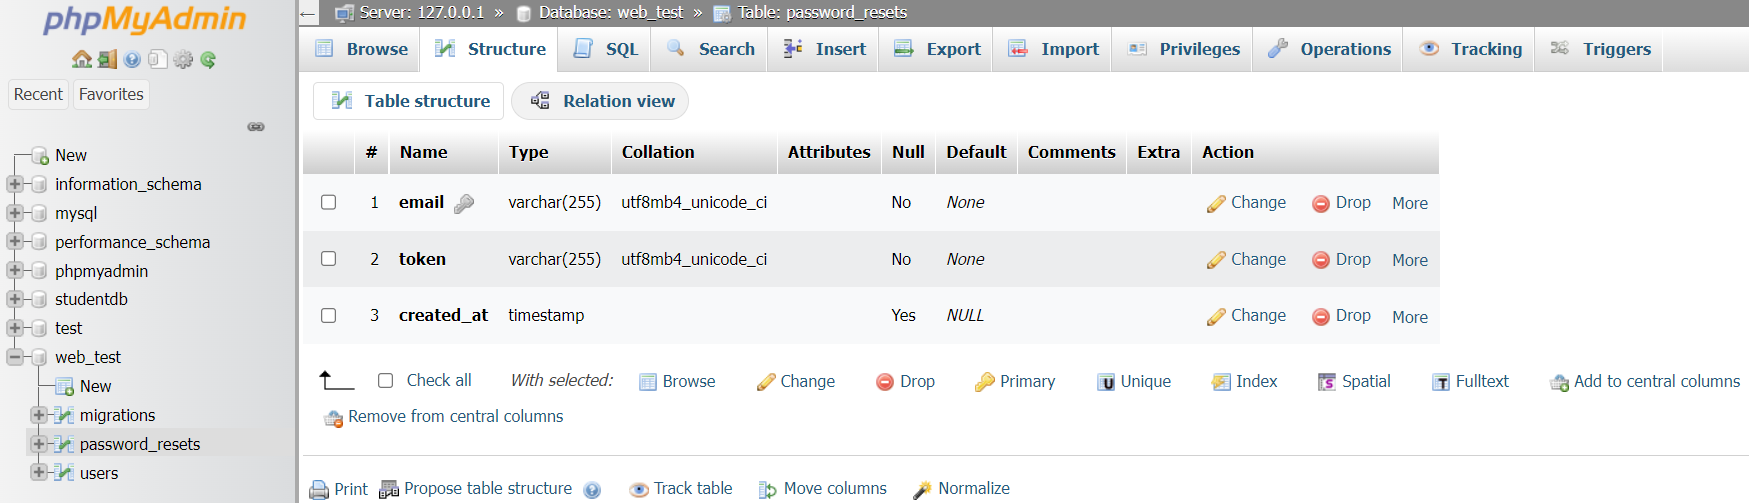 phpMyAdmin
Recent Favorites
New
information_schema
mysql
performance_schema
phpmyadmin
studentdb
test
web_test
New
migrations
password_resets
users
← Server: 127.0.0.1 » Database: web_test » Table: password_resets
Browse Structure SQL Search Insert Export Import Privileges Operations Tracking Triggers
Table structure Relation view
# Name Type Collation Attributes Null Default Comments Extra Action
1 email varchar(255) utf8mb4_unicode_ci No None Change Drop More
2 token varchar(255) utf8mb4_unicode_ci No None Change Drop More
3 created_at timestamp Yes NULL Change Drop More
Check all With selected: Browse Change Drop Primary Unique Index Spatial Fulltext Add to central columns
Remove from central columns
Print Propose table structure Track table Move columns Normalize